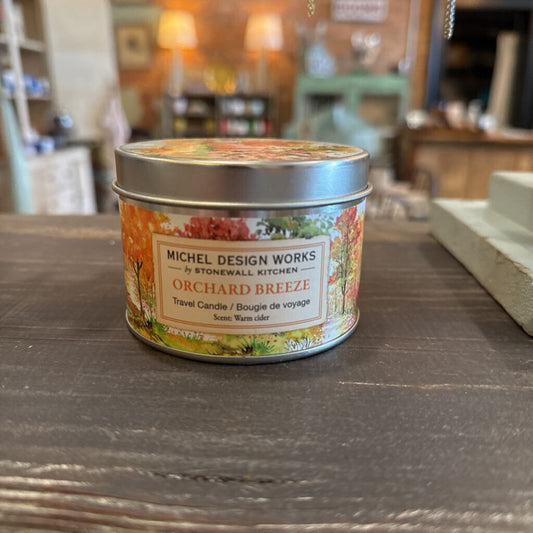 MICHEL DESIGN WORKS
by STONEWALL KITCHEN
ORCHARD BREEZE
Travel Candle / Bougie de voyage
Scent: Warm cider